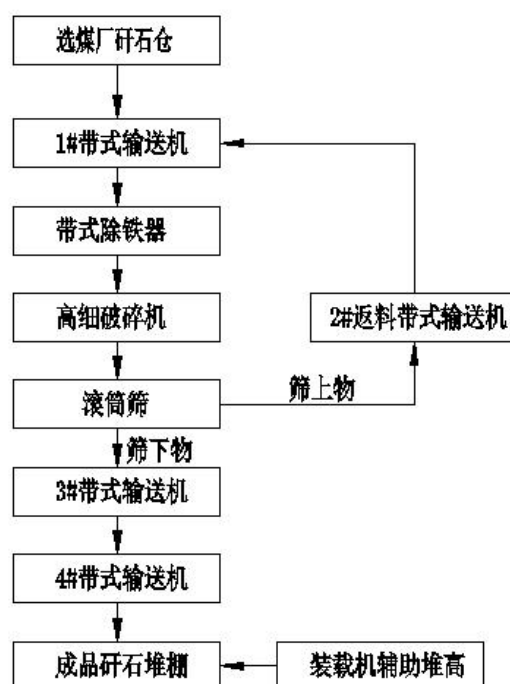 选煤厂矸石仓
1#带式输送机
带式除铁器
高细破碎机
2#返料带式输送机
滚筒筛
筛上物
筛下物
3#带式输送机
4#带式输送机
成品矸石堆棚
装载机辅助堆高